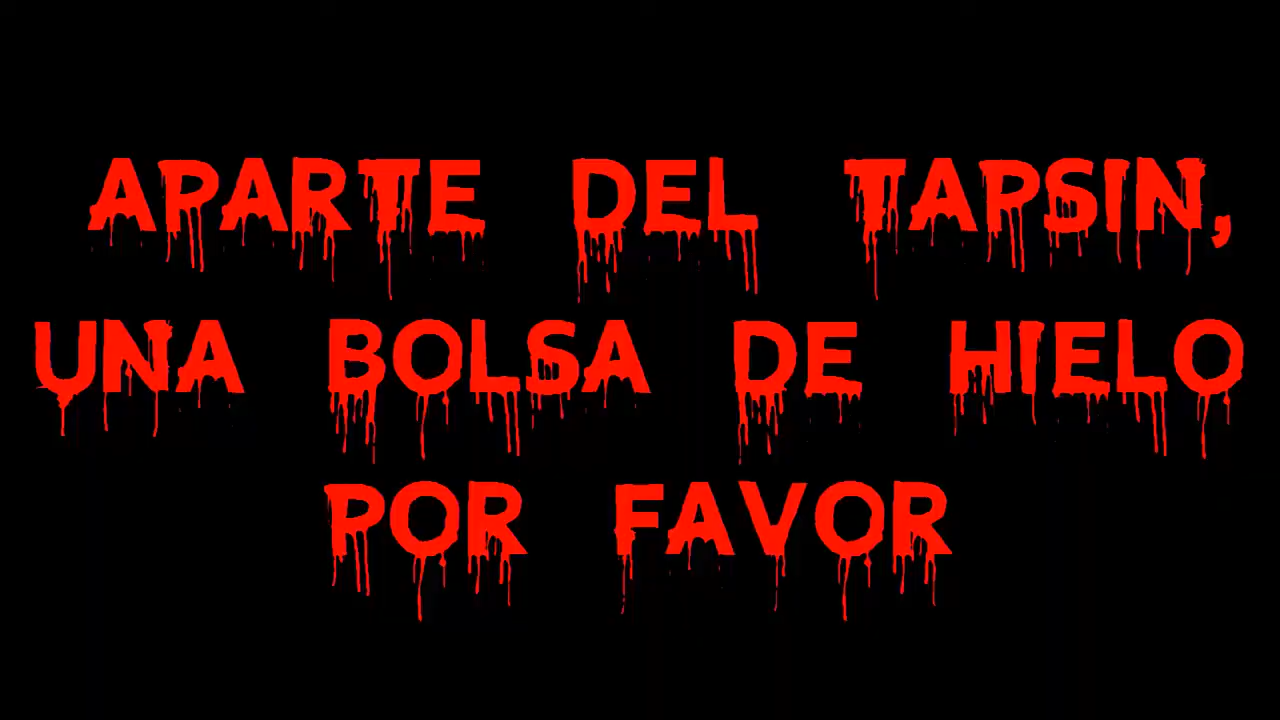 APARTE DEL TAPSIN,
UNA BOLSA DE HIELO
POR FAVOR